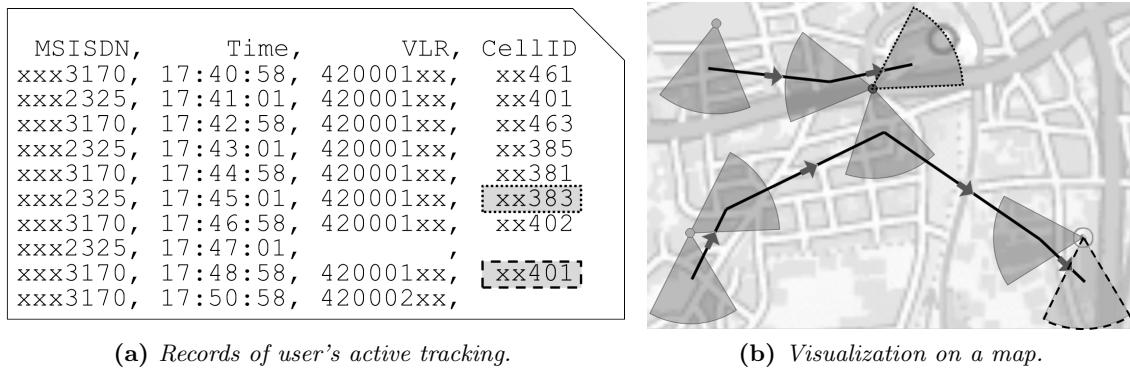 MSISDN, Time, VLR, CellID
xxx3170, 17:40:58, 420001xx, xx461
xxx2325, 17:41:01, 420001xx, xx401
xxx3170, 17:42:58, 420001xx, xx463
xxx2325, 17:43:01, 420001xx, xx385
xxx3170, 17:44:58, 420001xx, xx381
xxx2325, 17:45:01, 420001xx, xx383
xxx3170, 17:46:58, 420001xx, xx402
xxx2325, 17:47:01, ,
xxx3170, 17:48:58, 420001xx, xx401
xxx3170, 17:50:58, 420002xx,
(a) Records of user's active tracking.
(b) Visualization on a map.